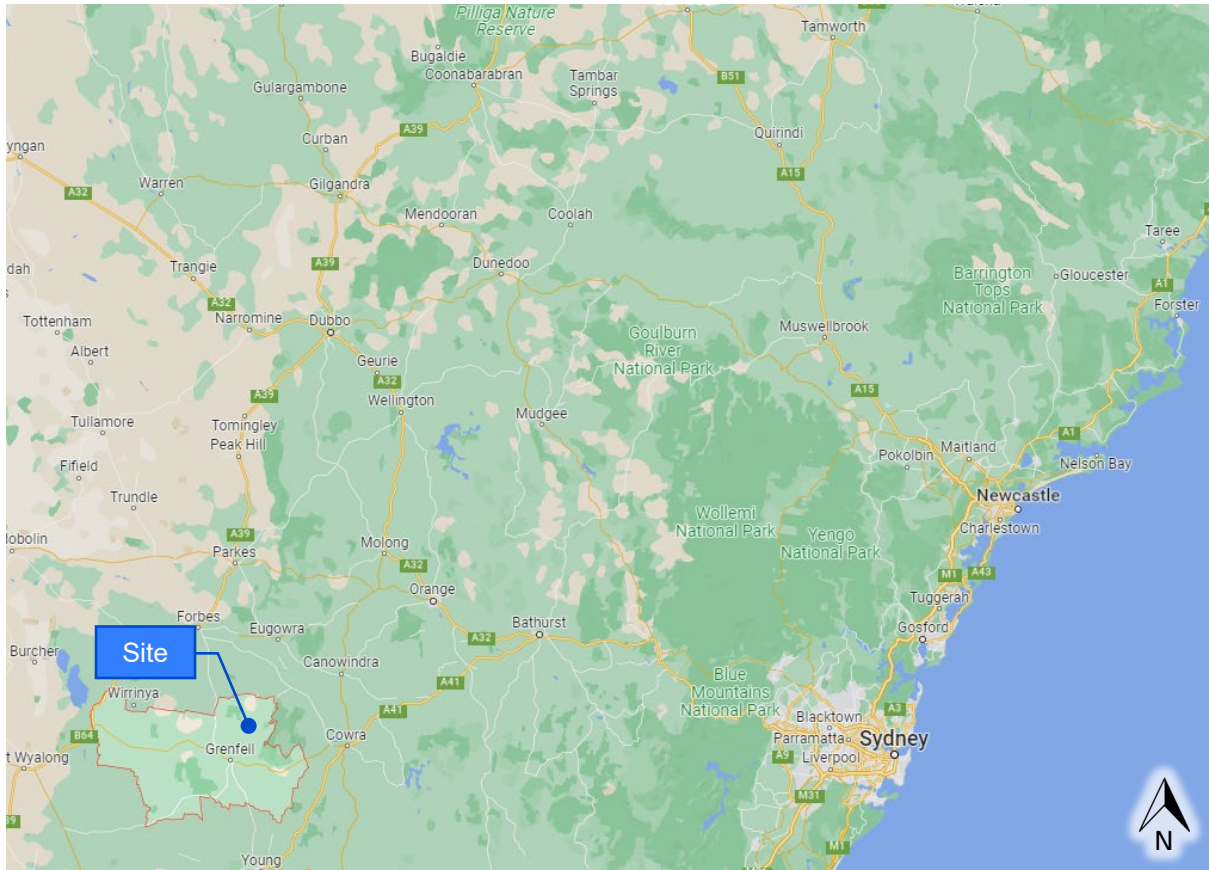 Pilliga Nature
Reserve
Tamworth
Bugaldie
Coonabarabran
Tambar
Springs
B51
Gulargambone
A39
Curban
Quirindi
yngan
A15
Warren
A32
Gilgandra
Mendooran
Coolah
Taree
Trangie
A39
Dunedoo
Barrington
Tops
National Park
Gloucester
dah
A1
A32
Forster
Tottenham
Narromine
Dubbo
Goulburn
River
National Park
Muswellbrook
Albert
Geurie
A39
A32
A15
Wellington
Tullamore
Tomingley
Mudgee
Peak Hill
A1
Fifield
Pokolbin
Maitland
Nelson Bay
Trundle
Newcastle
Wollemi
National Park
Charlestown
A39
Yengo
National Park
obolin
Molong
Parkes
A32
M1
A43
Orange
Tuggerah
Forbes
Eugowra
A32
Bathurst
Gosford
Site
Burcher
Canowindra
A41
Blue
Mountains
National Park
Wirrinya
A41
A3
Blacktown
B64
Cowra
Parramatta
Sydney
Grenfell
t Wyalong
A9
Liverpool
M31
39
M1
N
Young